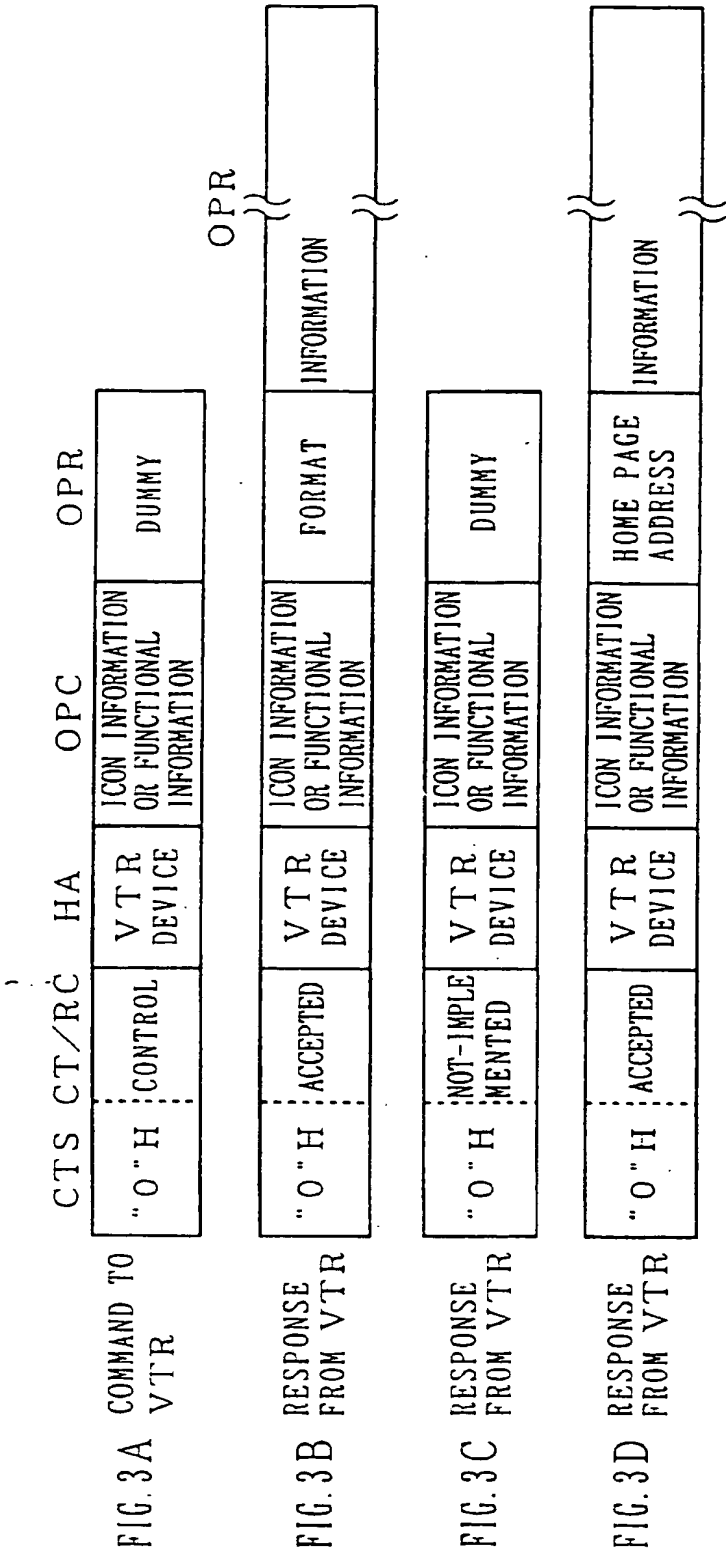 CTS CT/RC HA OPC OPR
FIG.3A COMMAND TO
VTR
"0"H CONTROL
VTR
DEVICE
ICON INFORMATION
OR FUNCTIONAL
INFORMATION
DUMMY
OPR
FIG.3B RESPONSE
FROM VTR
"0"H ACCEPTED
VTR
DEVICE
ICON INFORMATION
OR FUNCTIONAL
INFORMATION
FORMAT
INFORMATION
FIG.3C RESPONSE
FROM VTR
"0"H
NOT-IMPLE
MENTED
VTR
DEVICE
ICON INFORMATION
OR FUNCTIONAL
INFORMATION
DUMMY
FIG.3D RESPONSE
FROM VTR
"0"H ACCEPTED
VTR
DEVICE
ICON INFORMATION
OR FUNCTIONAL
INFORMATION
HOME PAGE
ADDRESS
INFORMATION